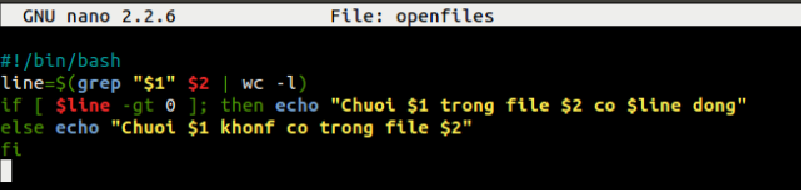 GNU nano 2.2.6 File: openfiles
#!/bin/bash
line=$(grep "$1" $2 | wc -l)
if [ $line -gt 0 ]; then echo "Chuoi $1 trong file $2 co $line dong"
else echo "Chuoi $1 khonf co trong file $2"
fi